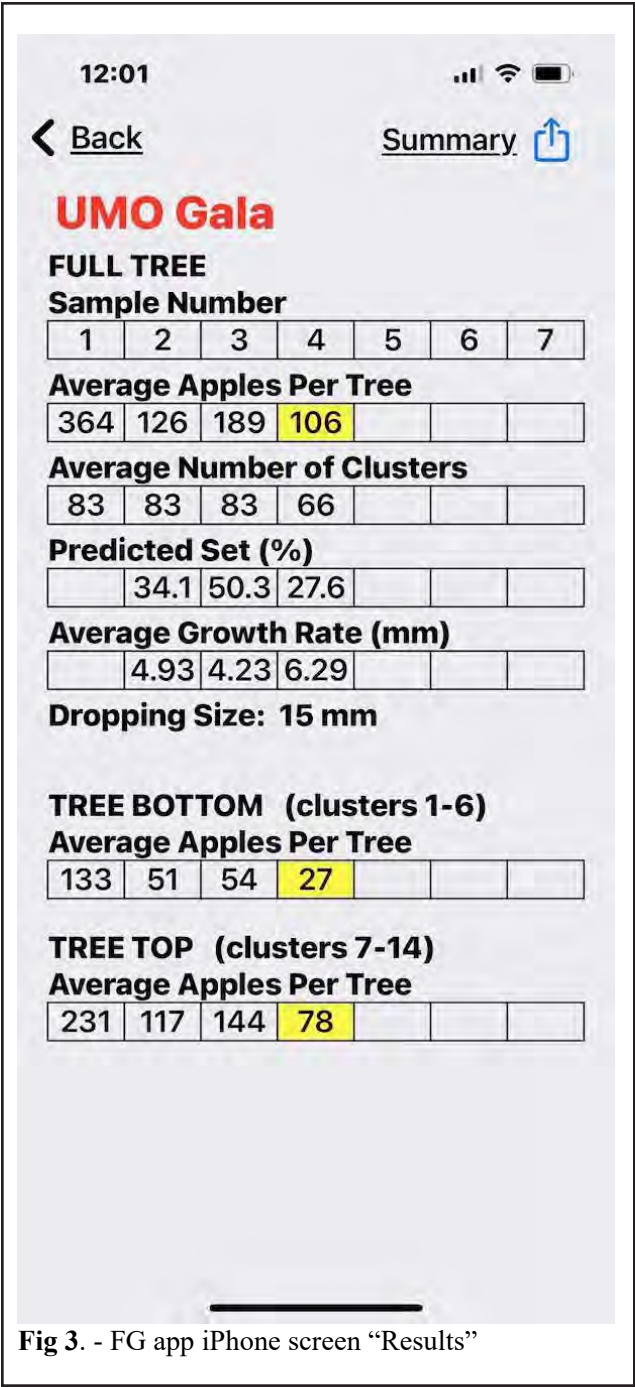 12:01
Back Summary
UMO Gala
FULL TREE
Sample Number
1 2 3 4 5 6 7
Average Apples Per Tree
364 126 189 106
Average Number of Clusters
83 83 83 66
Predicted Set (%)
34.1 50.3 27.6
Average Growth Rate (mm)
4.93 4.23 6.29
Dropping Size: 15 mm
TREE BOTTOM (clusters 1-6)
Average Apples Per Tree
133 51 54 27
TREE TOP (clusters 7-14)
Average Apples Per Tree
231 117 144 78
Fig 3. - FG app iPhone screen “Results”